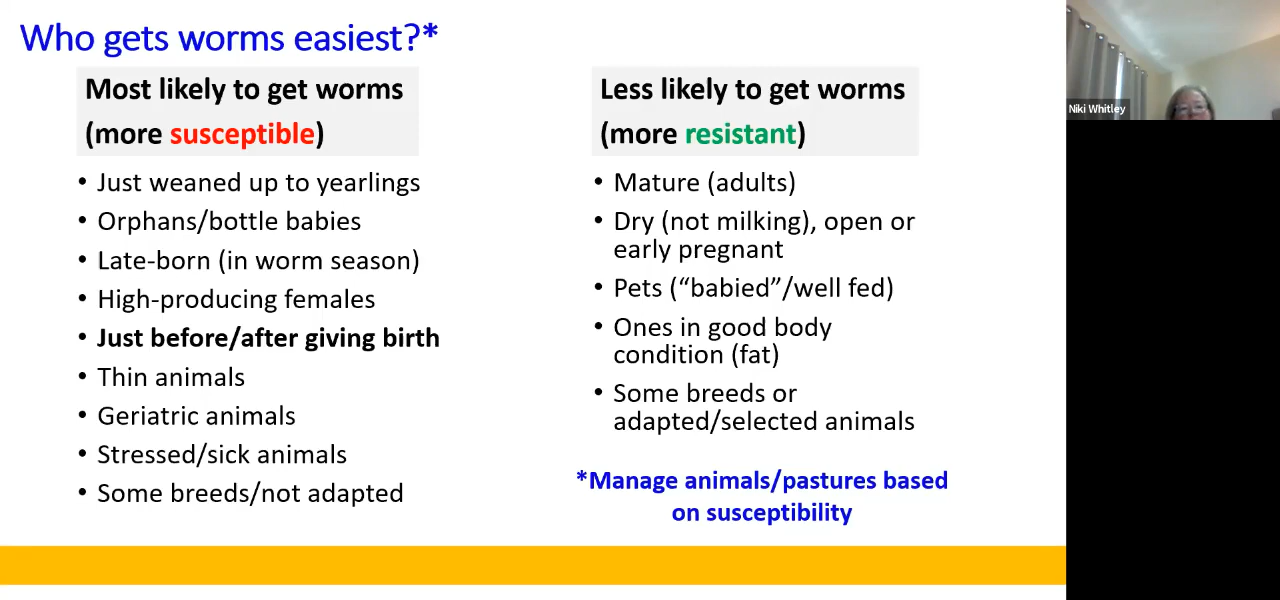 Who gets worms easiest?*
Most likely to get worms
(more susceptible)
• Just weaned up to yearlings
• Orphans/bottle babies
• Late-born (in worm season)
• High-producing females
• Just before/after giving birth
• Thin animals
• Geriatric animals
• Stressed/sick animals
• Some breeds/not adapted
Less likely to get worms
(more resistant)
• Mature (adults)
• Dry (not milking), open or
early pregnant
• Pets (“babied”/well fed)
• Ones in good body
condition (fat)
• Some breeds or
adapted/selected animals
*Manage animals/pastures based
on susceptibility
Niki Whitley